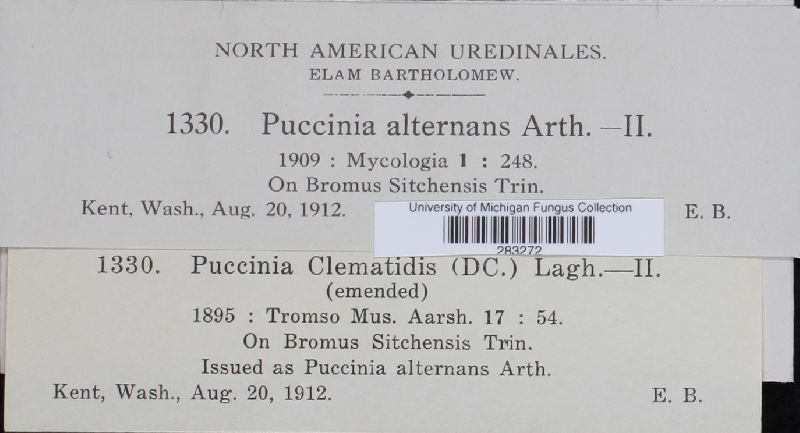 NORTH AMERICAN UREDINALES.
ELAM BARTHOLOMEW.
1330. Puccinia alternans Arth. —II.
1909 : Mycologia 1 : 248.
On Bromus Sitchensis Trin.
Kent, Wash., Aug. 20, 1912. E. B.
University of Michigan Fungus Collection
283272
1330. Puccinia Clematidis (DC.) Lagh.—II.
(emended)
1895 : Tromso Mus. Aarsh. 17 : 54.
On Bromus Sitchensis Trin.
Issued as Puccinia alternans Arth.
Kent, Wash., Aug. 20, 1912. E. B.